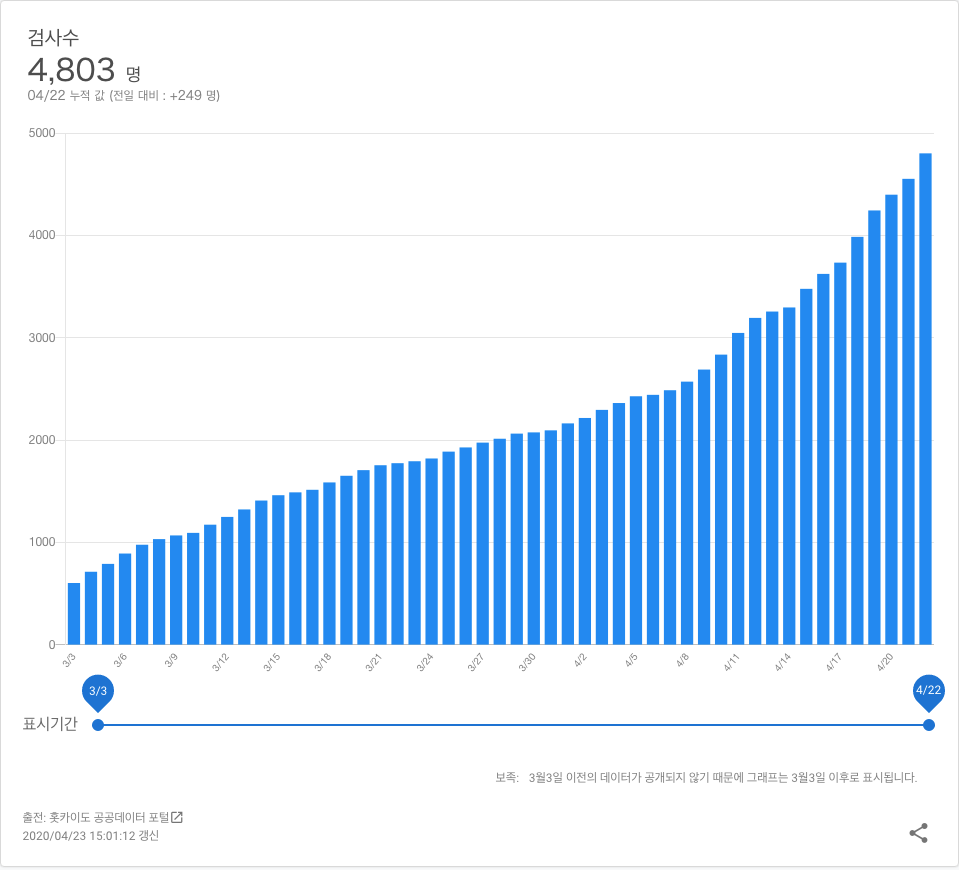 검사수
4,803 명
04/22 누적 값 (전일 대비 : +249 명)
5000
4000
3000
2000
1000
0
3/3 3/6 3/9 3/12 3/15 3/18 3/21 3/24 3/27 3/30 4/2 4/5 4/8 4/11 4/14 4/17 4/20
3/3 4/22
표시기간
보족: 3월3일 이전의 데이터가 공개되지 않기 때문에 그래프는 3월3일 이후로 표시됩니다.
출전: 홋카이도 공공데이터 포털
2020/04/23 15:01:12 갱신